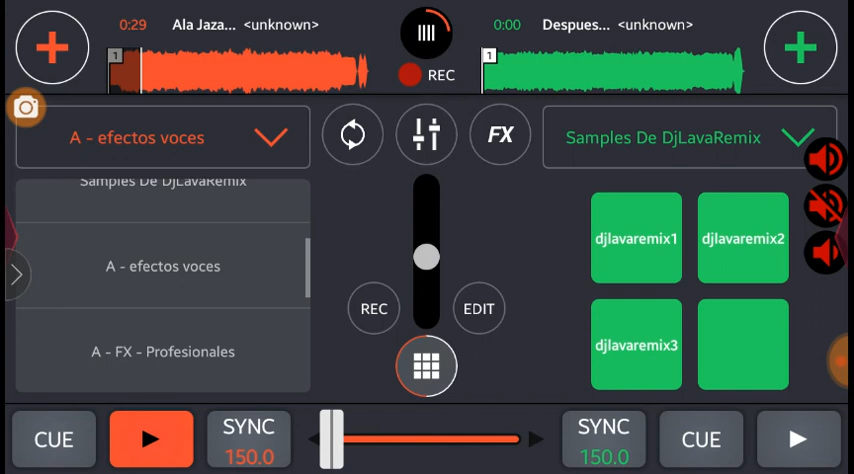 0:29 Ala Jaza... <unknown>
0:00 Despues... <unknown>
1
1
REC
A - efectos voces
FX
Samples De DjLavaRemix
Samples De DjLavaRemix
A - efectos voces
A - FX - Profesionales
REC
EDIT
djlavaremix1
djlavaremix2
djlavaremix3
CUE
SYNC
150.0
SYNC
150.0
CUE